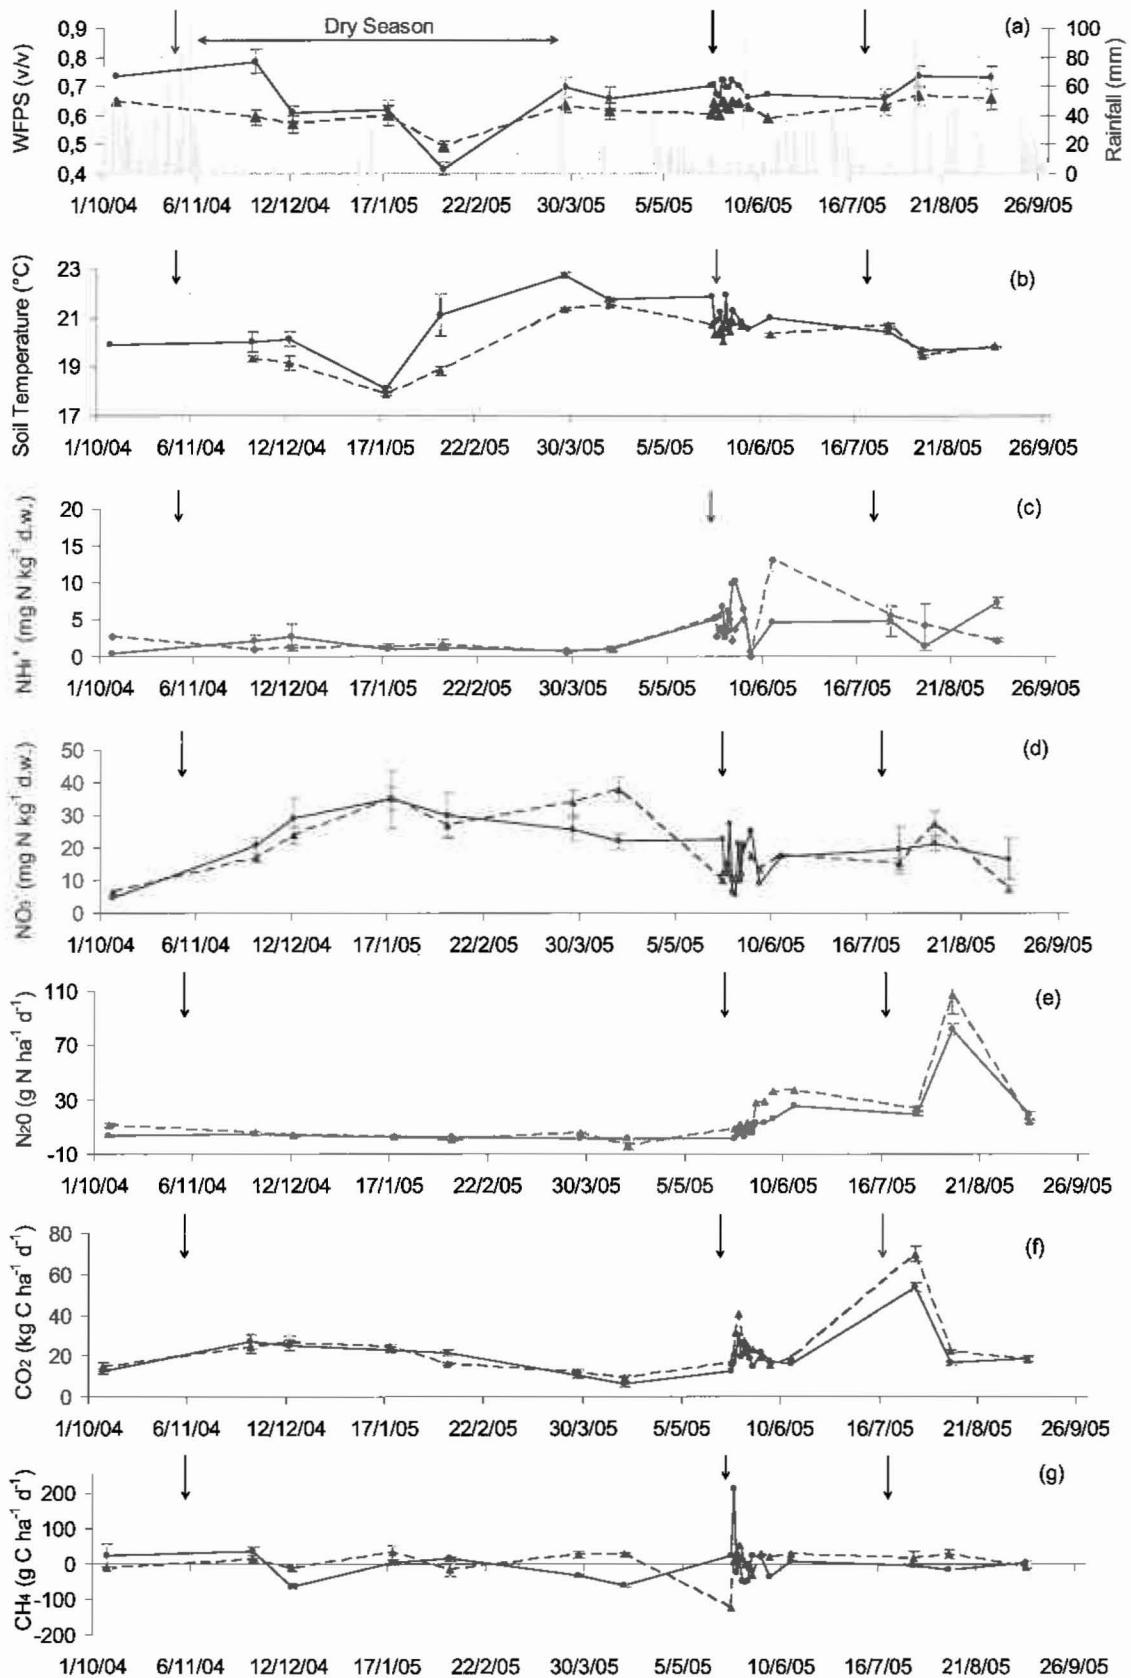 Dry Season
(a)
WFPS (v/v)
0,9
0,8
0,7
0,6
0,5
0,4
100
80
60
40
20
0
Rainfall (mm)
1/10/04 6/11/04 12/12/04 17/1/05 22/2/05 30/3/05 5/5/05 10/6/05 16/7/05 21/8/05 26/9/05
(b)
Soil Temperature (°C)
23
21
19
17
1/10/04 6/11/04 12/12/04 17/1/05 22/2/05 30/3/05 5/5/05 10/6/05 16/7/05 21/8/05 26/9/05
(c)
(mg N kg⁻¹ d.w.)
20
15
10
5
0
1/10/04 6/11/04 12/12/04 17/1/05 22/2/05 30/3/05 5/5/05 10/6/05 16/7/05 21/8/05 26/9/05
(d)
(mg N kg⁻¹ d.w.)
50
40
30
20
10
0
1/10/04 6/11/04 12/12/04 17/1/05 22/2/05 30/3/05 5/5/05 10/6/05 16/7/05 21/8/05 26/9/05
(e)
N₂O (g N ha⁻¹ d⁻¹)
110
70
30
-10
1/10/04 6/11/04 12/12/04 17/1/05 22/2/05 30/3/05 5/5/05 10/6/05 16/7/05 21/8/05 26/9/05
(f)
CO₂ (kg C ha⁻¹ d⁻¹)
80
60
40
20
0
1/10/04 6/11/04 12/12/04 17/1/05 22/2/05 30/3/05 5/5/05 10/6/05 16/7/05 21/8/05 26/9/05
(g)
CH₄ (g C ha⁻¹ d⁻¹)
200
100
0
-100
-200
1/10/04 6/11/04 12/12/04 17/1/05 22/2/05 30/3/05 5/5/05 10/6/05 16/7/05 21/8/05 26/9/05